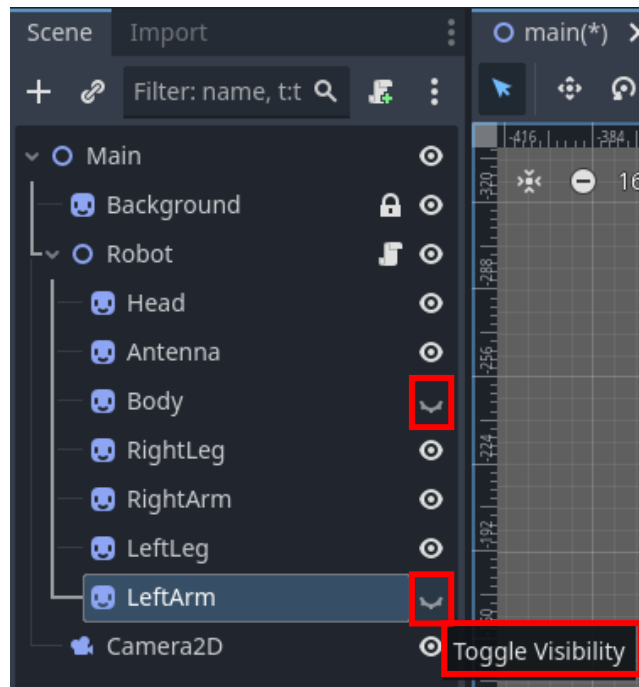 Scene Import
main(*)
Filter: name, t:t
-416 -384
Main
-320
16
Background
Robot
-288
Head
Antenna
-256
Body
RightLeg
-224
RightArm
LeftLeg
-192
LeftArm
Camera2D
Toggle Visibility